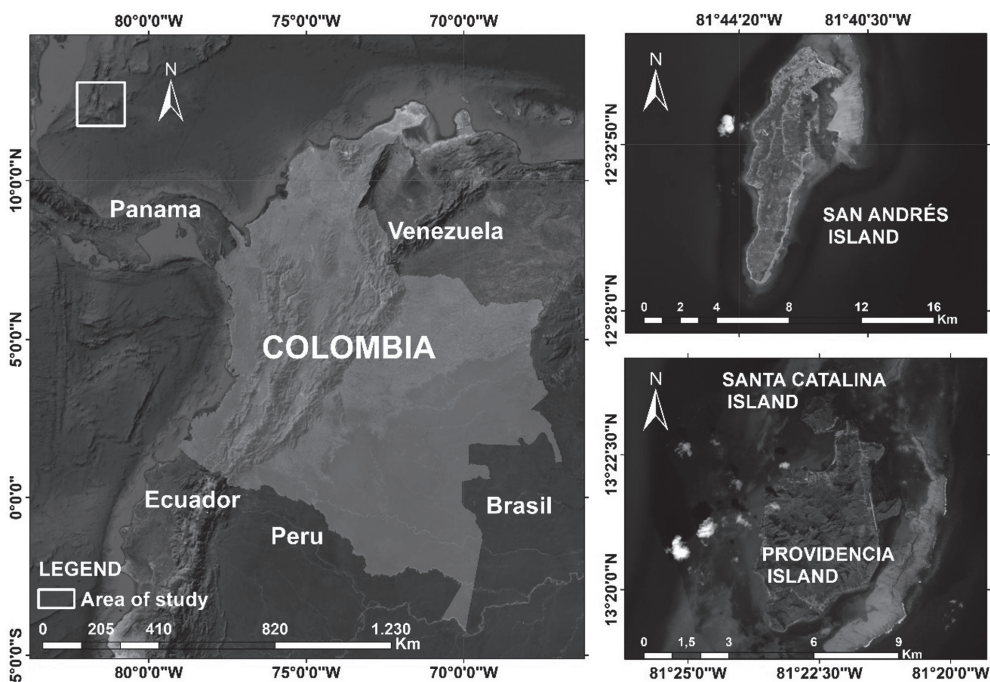 80°0'0"W 75°0'0"W 70°0'0"W
N
10°0'0"N
5°0'0"N
0°0'0"
5°0'0"S
Panama
Venezuela
COLOMBIA
Ecuador
Peru
Brasil
LEGEND
Area of study
0 205 410 820 1.230
Km
80°0'0"W 75°0'0"W 70°0'0"W
81°44'20"W 81°40'30"W
N
12°32'50"N
12°28'0"N
SAN ANDRÉS
ISLAND
0 2 4 8 12 16
Km
N
SANTA CATALINA
ISLAND
13°22'30"N
13°20'0"N
PROVIDENCIA
ISLAND
0 1,5 3 6 9
Km
81°25'0"W 81°22'30"W 81°20'0"W